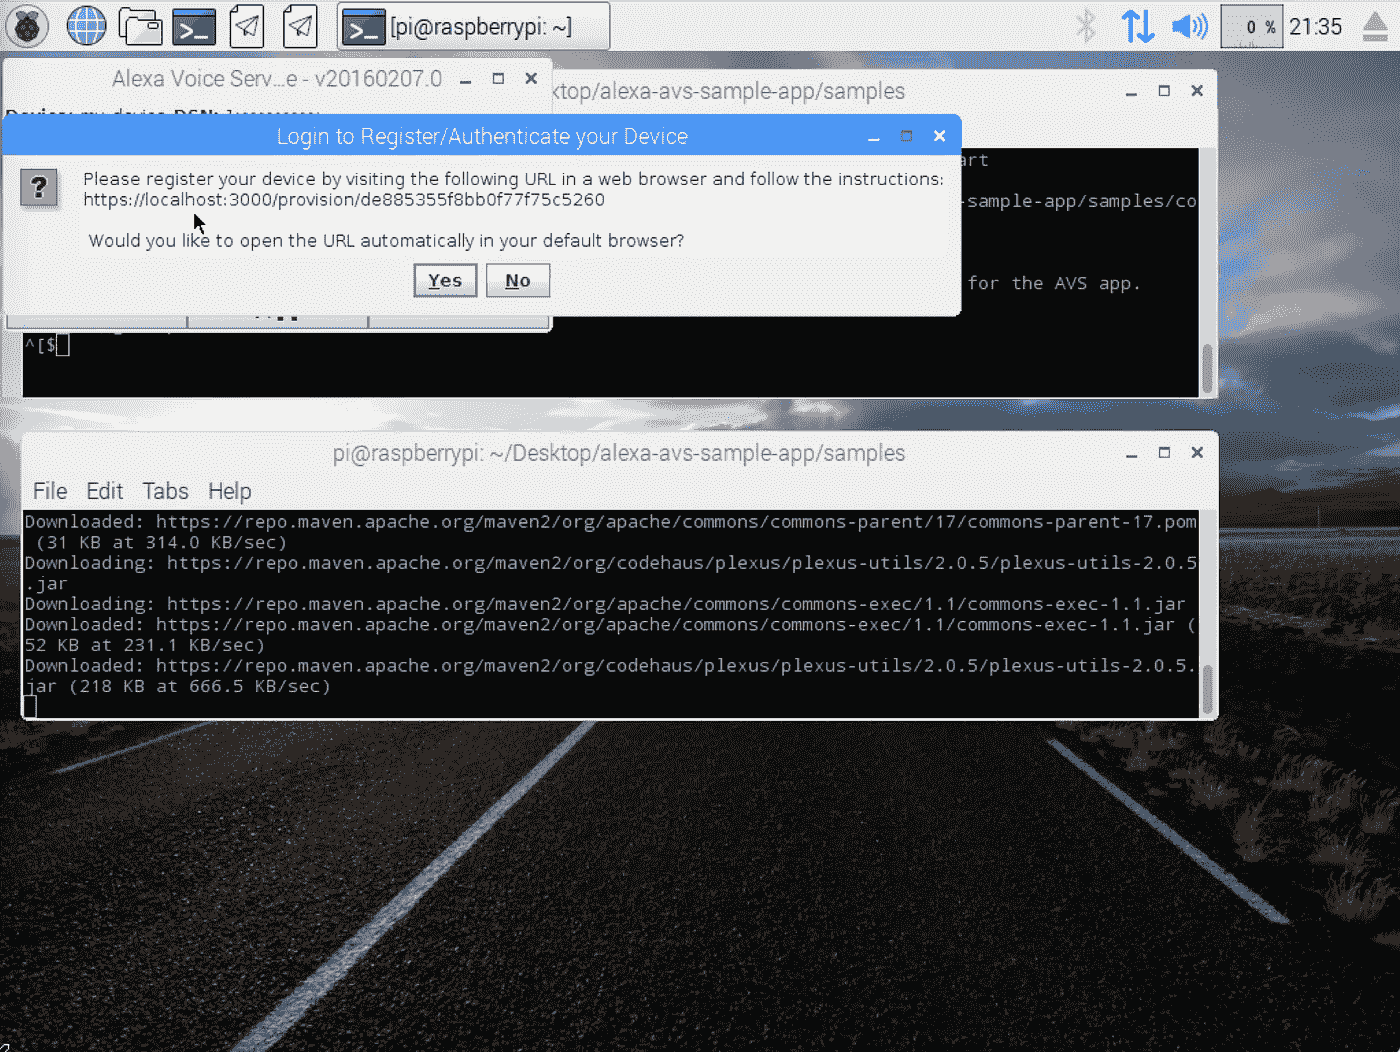 [pi@raspberrypi: ~]
0 %
21:35
Alexa Voice Serv...e - v20160207.0
ktop/alexa-avs-sample-app/samples
Login to Register/Authenticate your Device
art
?
Please register your device by visiting the following URL in a web browser and follow the instructions:
https://localhost:3000/provision/de885355f8bb0f77f75c5260
-sample-app/samples/co
Would you like to open the URL automatically in your default browser?
Yes
No
for the AVS app.
^[$
pi@raspberrypi: ~/Desktop/alexa-avs-sample-app/samples
File Edit Tabs Help
Downloaded: https://repo.maven.apache.org/maven2/org/apache/commons/commons-parent/17/commons-parent-17.pom
(31 KB at 314.0 KB/sec)
Downloading: https://repo.maven.apache.org/maven2/org/codehaus/plexus/plexus-utils/2.0.5/plexus-utils-2.0.5
.jar
Downloading: https://repo.maven.apache.org/maven2/org/apache/commons/commons-exec/1.1/commons-exec-1.1.jar
Downloaded: https://repo.maven.apache.org/maven2/org/apache/commons/commons-exec/1.1/commons-exec-1.1.jar (
52 KB at 231.1 KB/sec)
Downloaded: https://repo.maven.apache.org/maven2/org/codehaus/plexus/plexus-utils/2.0.5/plexus-utils-2.0.5.
jar (218 KB at 666.5 KB/sec)